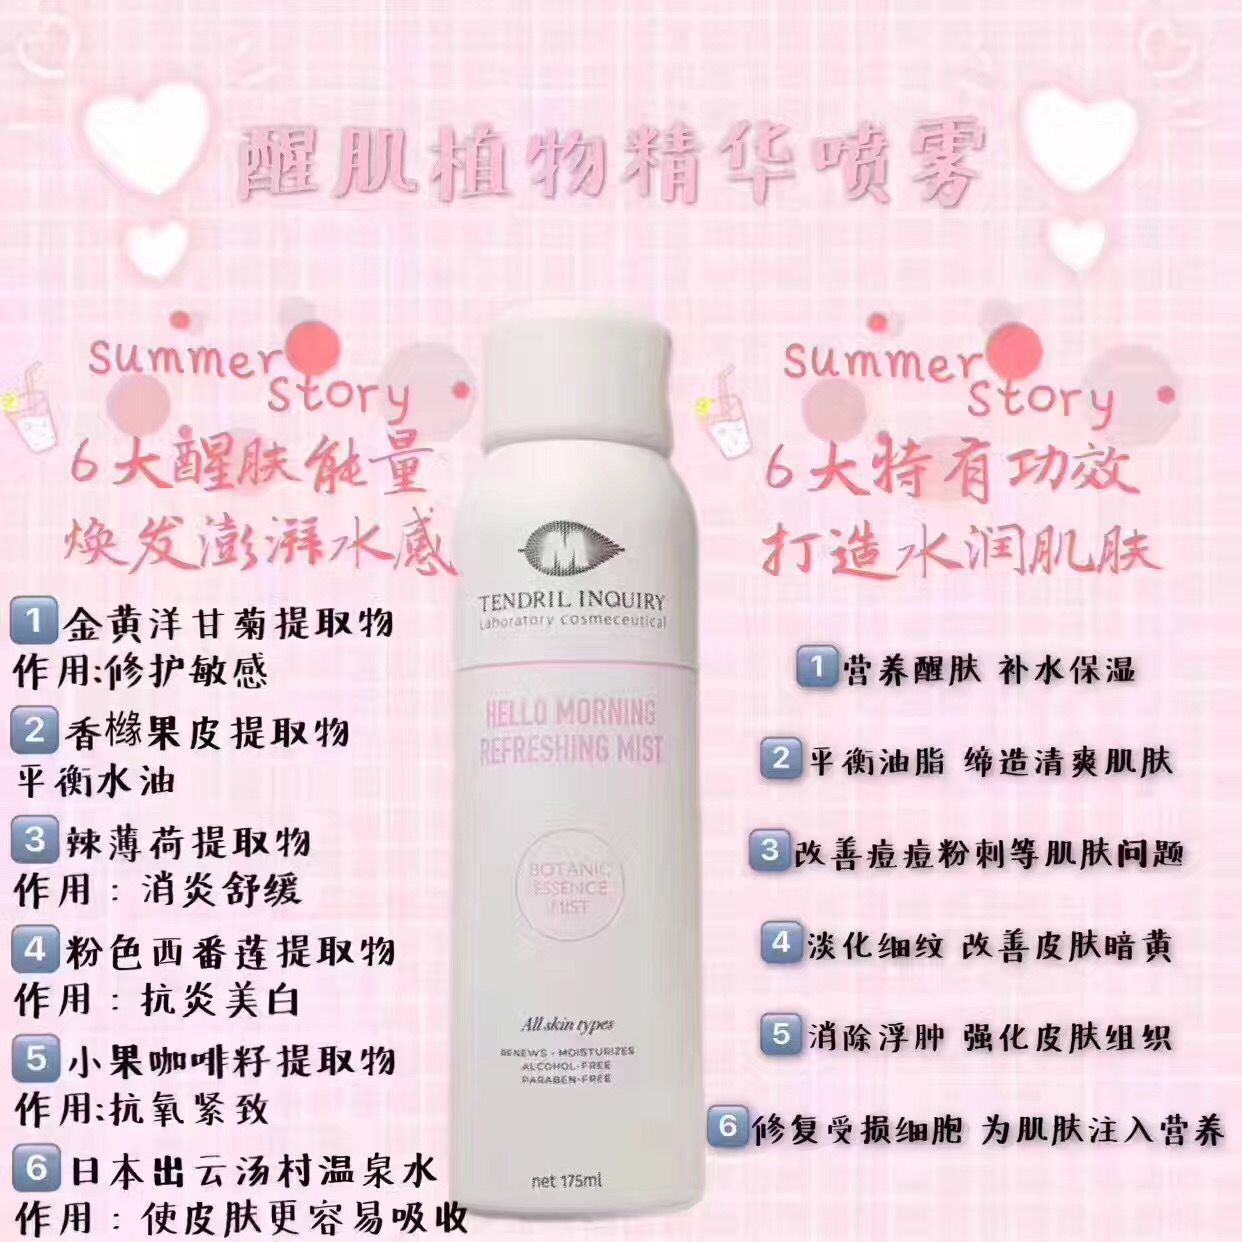 醒肌植物精华喷雾
summer
story
6大醒肤能量
焕发澎湃水感
1 金黄洋甘菊提取物
作用:修护敏感
2 香橼果皮提取物
平衡水油
3 辣薄荷提取物
作用：消炎舒缓
4 粉色西番莲提取物
作用：抗炎美白
5 小果咖啡籽提取物
作用:抗氧紧致
6 日本出云汤村温泉水
作用：使皮肤更容易吸收
M
TENDRIL INQUIRY
Laboratory cosmeceutical
HELLO MORNING
REFRESHING MIST
BOTANIC
ESSENCE
MIST
All skin types
RENEWS · MOISTURIZES
ALCOHOL-FREE
PARABEN-FREE
net 175ml
summer
story
6大特有功效
打造水润肌肤
1 营养醒肤 补水保湿
2 平衡油脂 缔造清爽肌肤
3 改善痘痘粉刺等肌肤问题
4 淡化细纹 改善皮肤暗黄
5 消除浮肿 强化皮肤组织
6 修复受损细胞 为肌肤注入营养